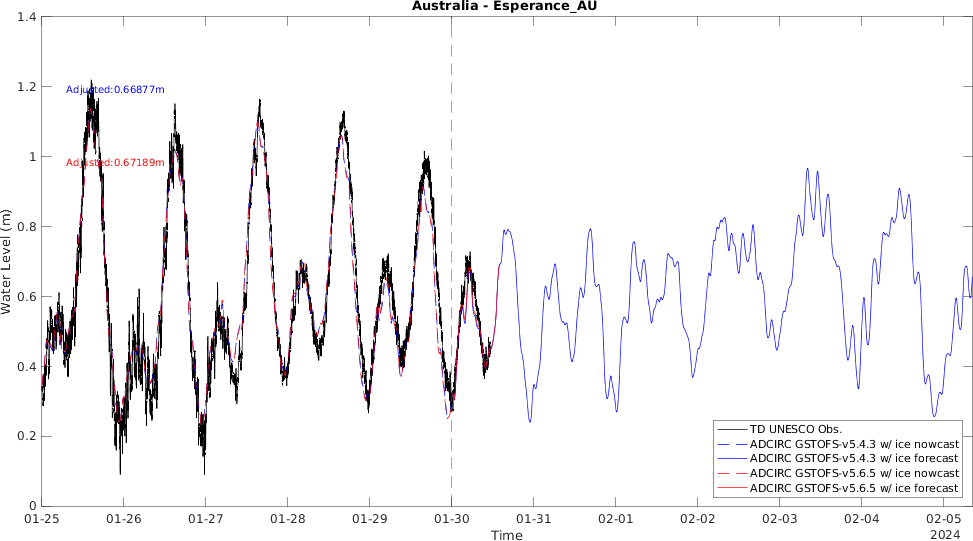 Australia - Esperance_AU
Water Level (m)
1.4
1.2
1
0.8
0.6
0.4
0.2
0
Adjusted:0.66877m
Adjusted:0.67189m
TD UNESCO Obs.
ADCIRC GSTOFS-v5.4.3 w/ ice nowcast
ADCIRC GSTOFS-v5.4.3 w/ ice forecast
ADCIRC GSTOFS-v5.6.5 w/ ice nowcast
ADCIRC GSTOFS-v5.6.5 w/ ice forecast
01-25 01-26 01-27 01-28 01-29 01-30 01-31 02-01 02-02 02-03 02-04 02-05
Time 2024